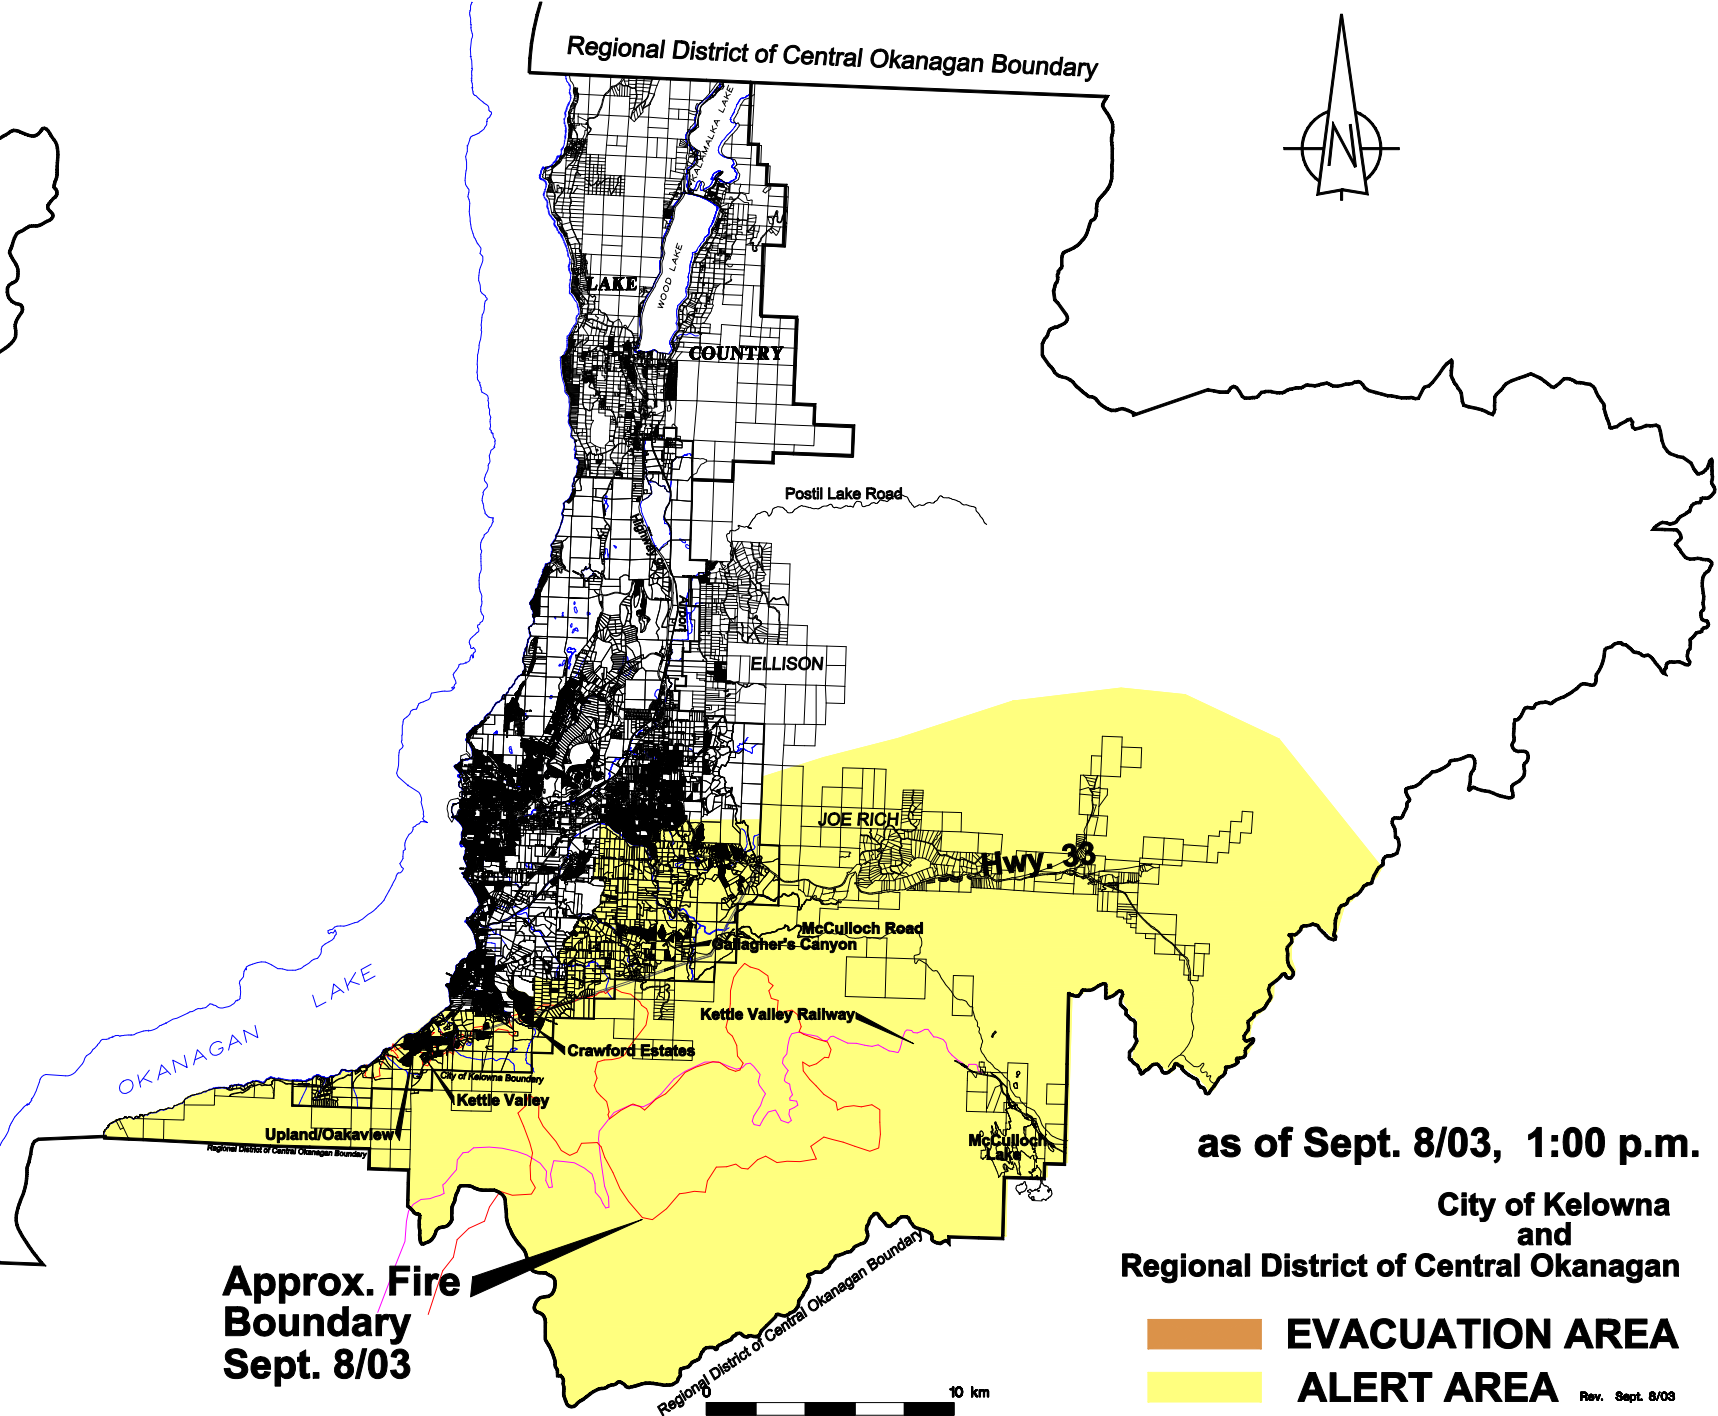 Regional District of Central Okanagan Boundary
N
KALAMALKA LAKE
WOOD LAKE
LAKE
COUNTRY
Postil Lake Road
Highway
Airport
ELLISON
JOE RICH
Hwy. 33
McCulloch Road
Gallagher's Canyon
OKANAGAN LAKE
Kettle Valley Railway
Crawford Estates
City of Kelowna Boundary
Kettle Valley
Upland/Oakaview
Regional District of Central Okanagan Boundary
McCulloch
Lake
as of Sept. 8/03, 1:00 p.m.
City of Kelowna
and
Regional District of Central Okanagan
Approx. Fire
Boundary
Sept. 8/03
Regional District of Central Okanagan Boundary
EVACUATION AREA
ALERT AREA
Rev. Sept. 8/03
0
10 km